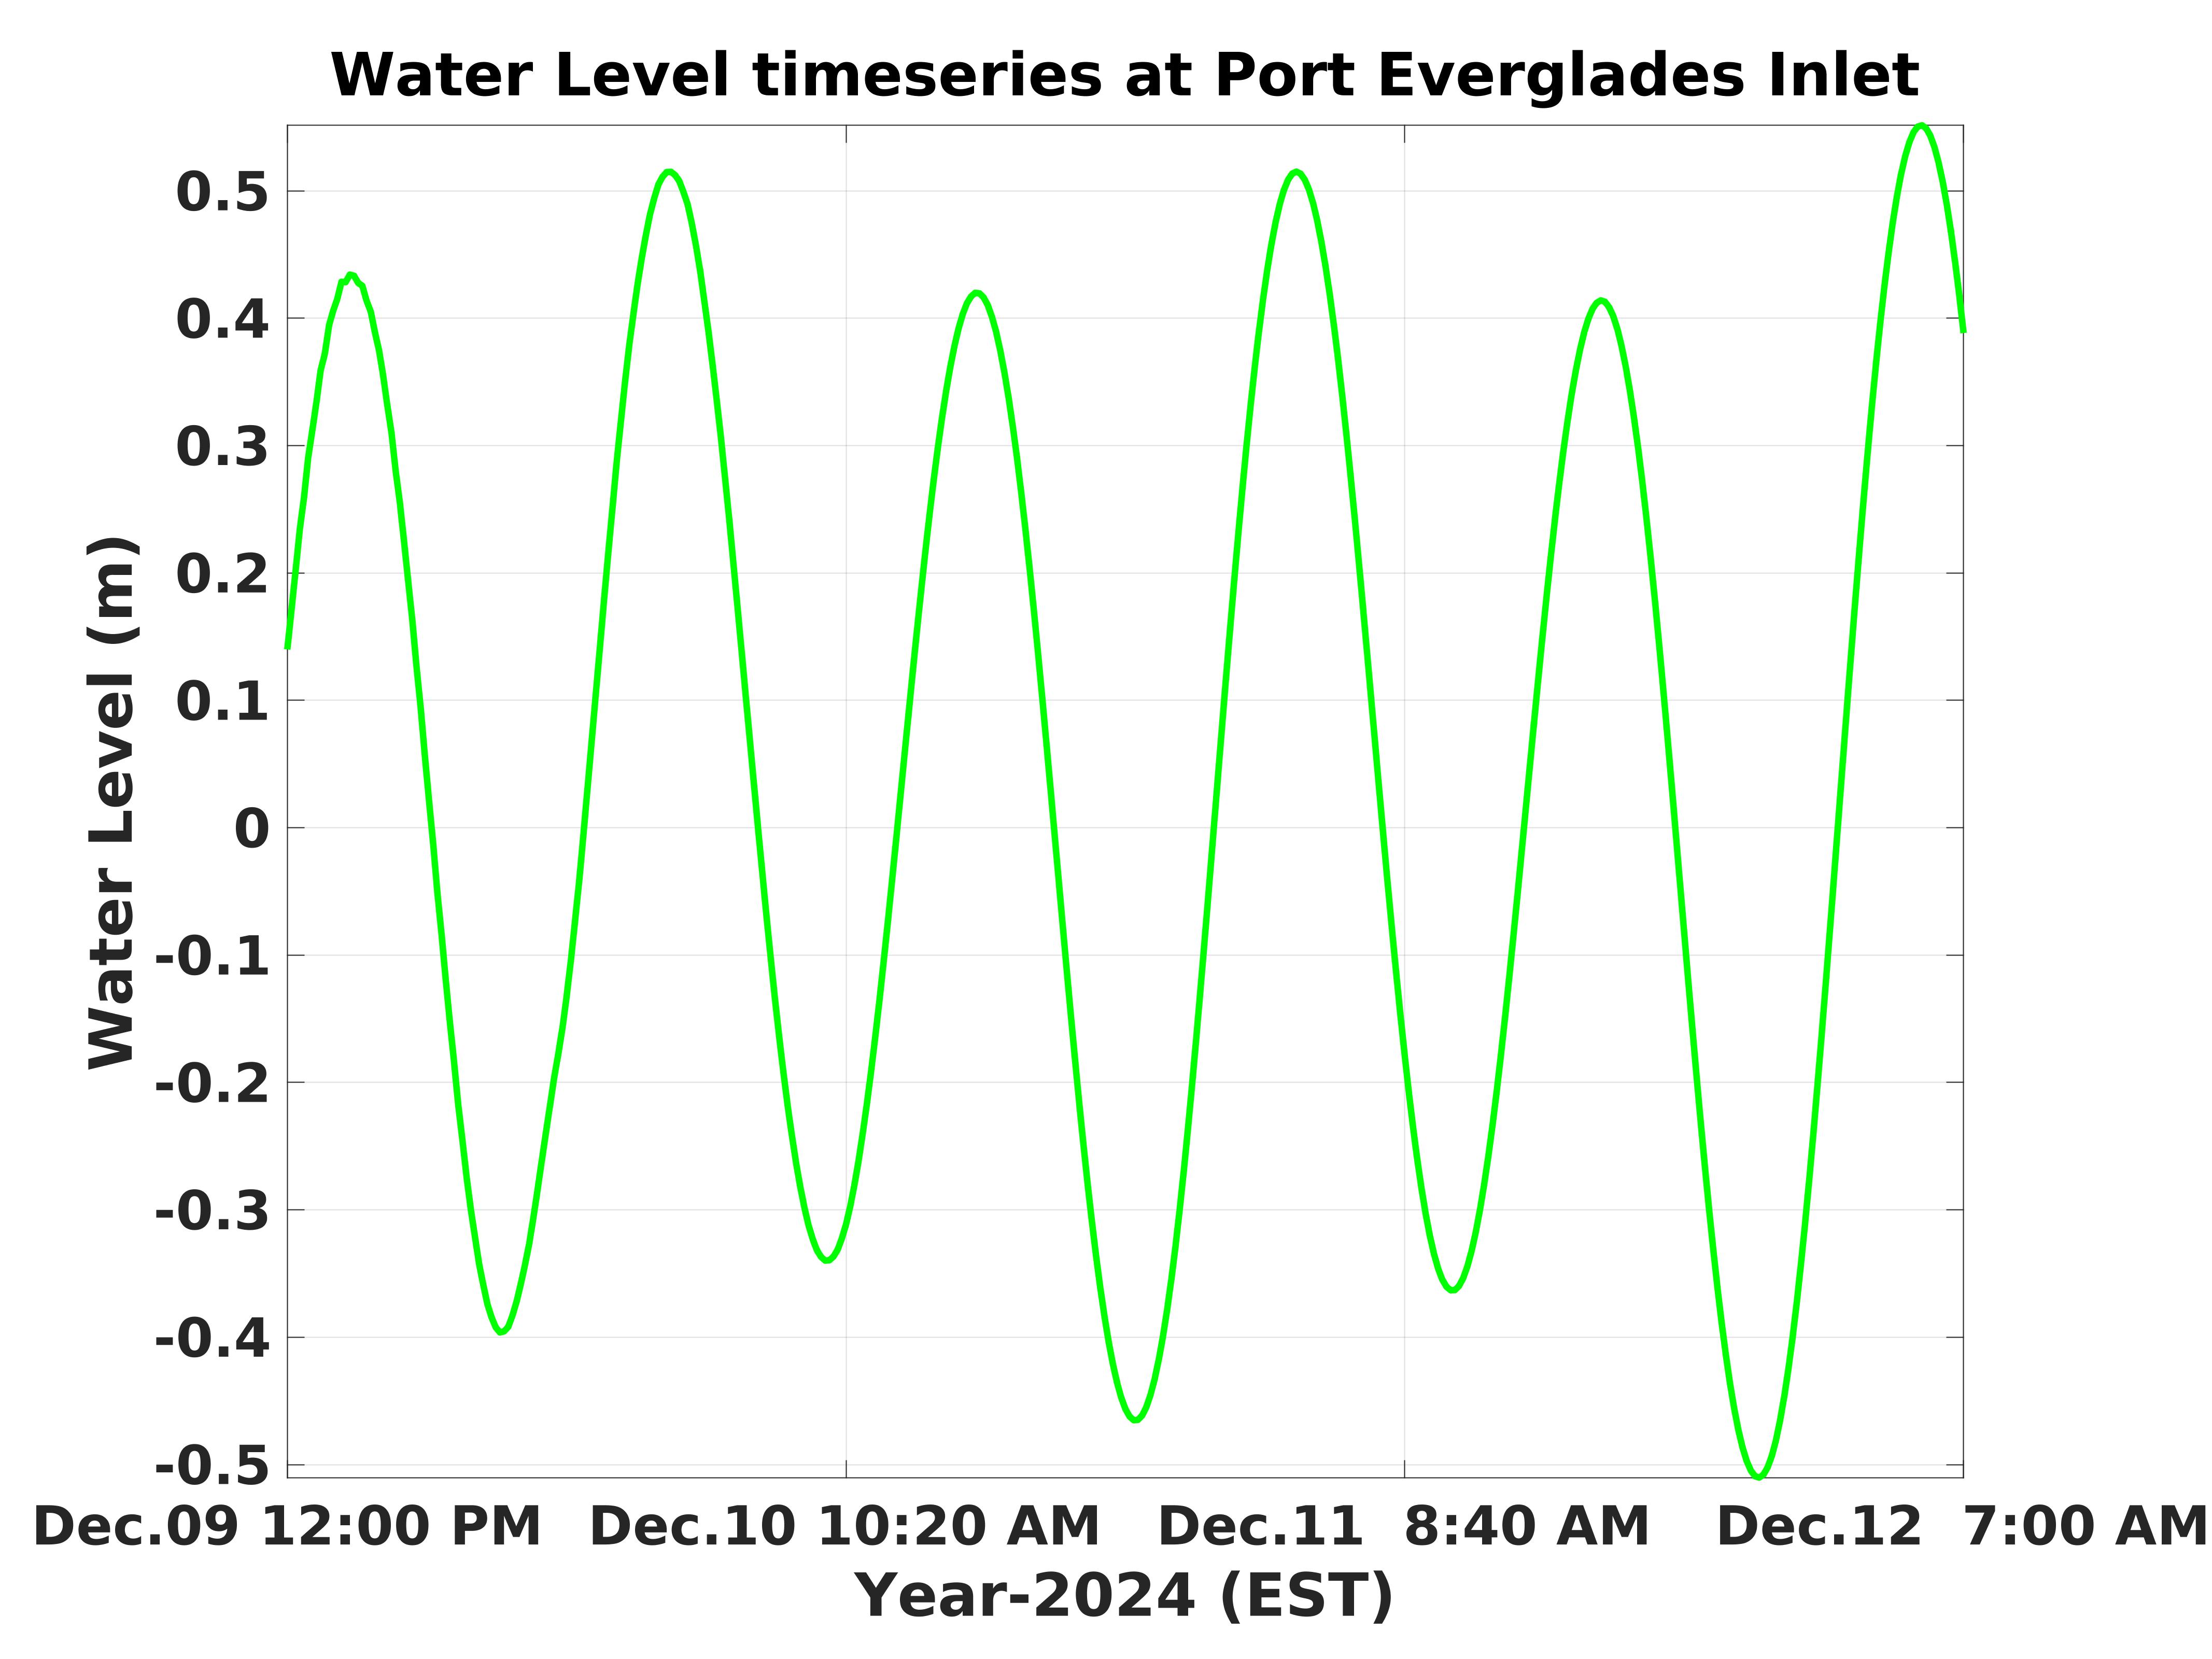 Water Level timeseries at Port Everglades Inlet
Water Level (m)
0.5
0.4
0.3
0.2
0.1
0
-0.1
-0.2
-0.3
-0.4
-0.5
Dec.09 12:00 PM Dec.10 10:20 AM Dec.11 8:40 AM Dec.12 7:00 AM
Year-2024 (EST)